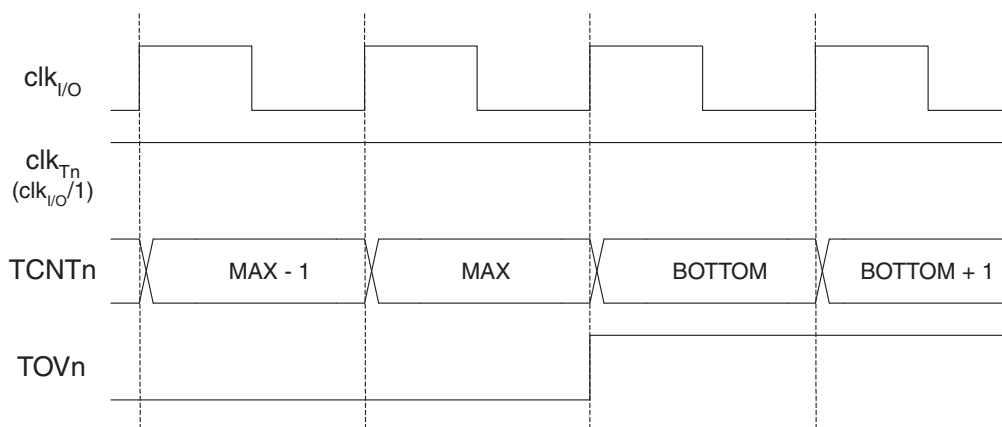 clkI/O
clkTn
(clkI/O/1)
TCNTn MAX - 1 MAX BOTTOM BOTTOM + 1
TOVn